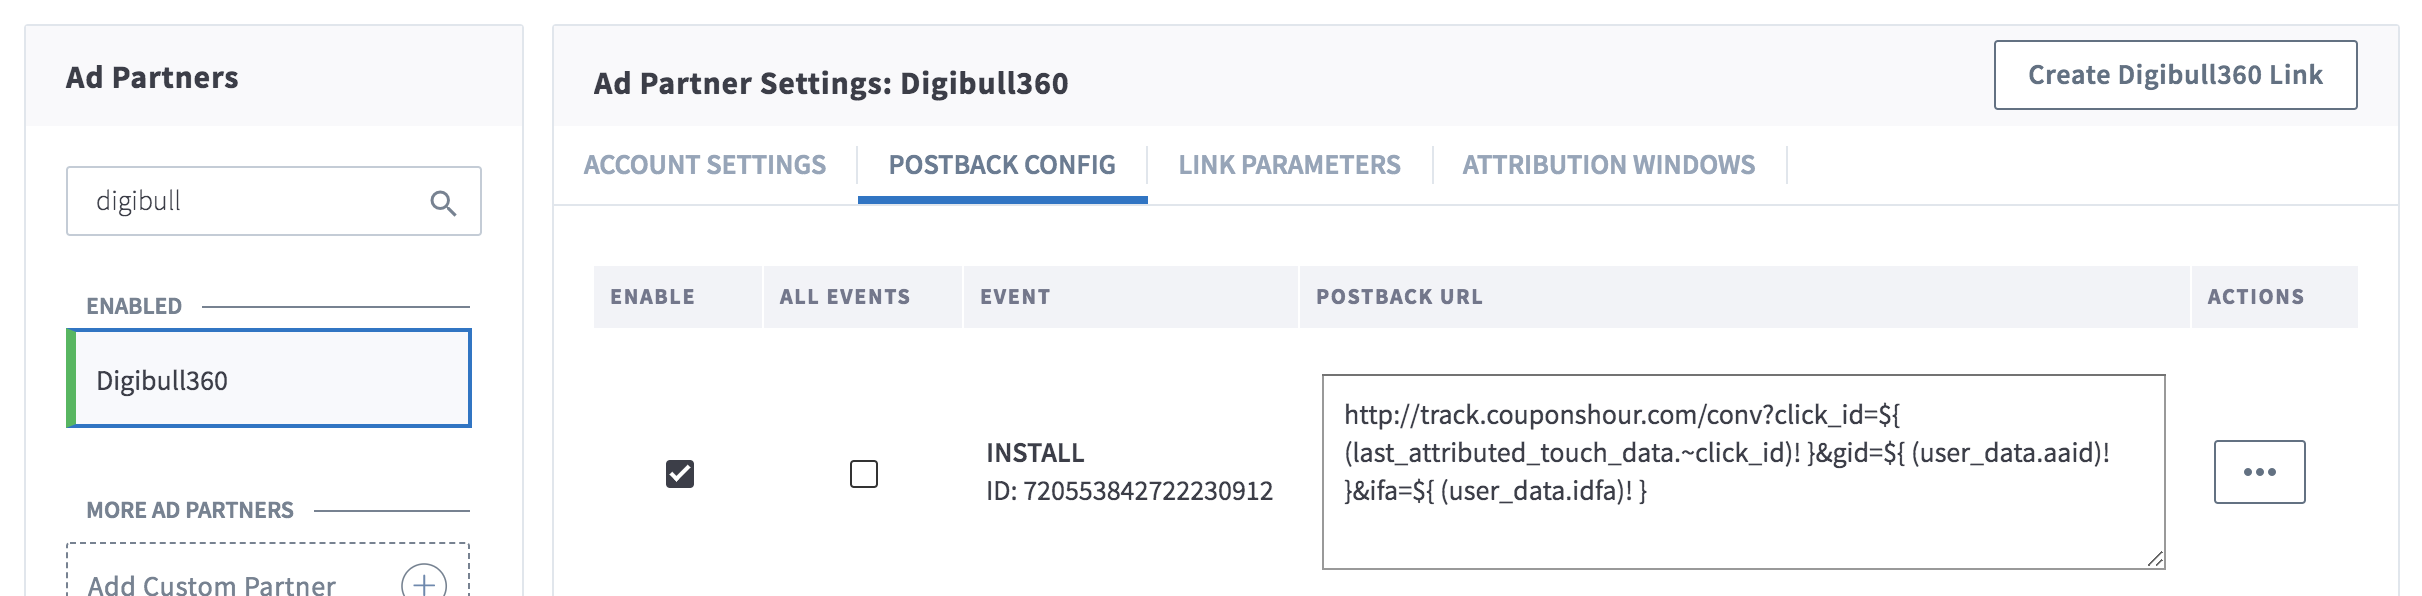 Ad Partners
digibull
ENABLED
Digibull360
MORE AD PARTNERS
Add Custom Partner
Ad Partner Settings: Digibull360
Create Digibull360 Link
ACCOUNT SETTINGS
POSTBACK CONFIG
LINK PARAMETERS
ATTRIBUTION WINDOWS
ENABLE
ALL EVENTS
EVENT
POSTBACK URL
ACTIONS
INSTALL
ID: 720553842722230912
http://track.couponshour.com/conv?click_id=${
(last_attributed_touch_data.~click_id)! }&gid=${ (user_data.aaid)!
}&ifa=${ (user_data.idfa)! }